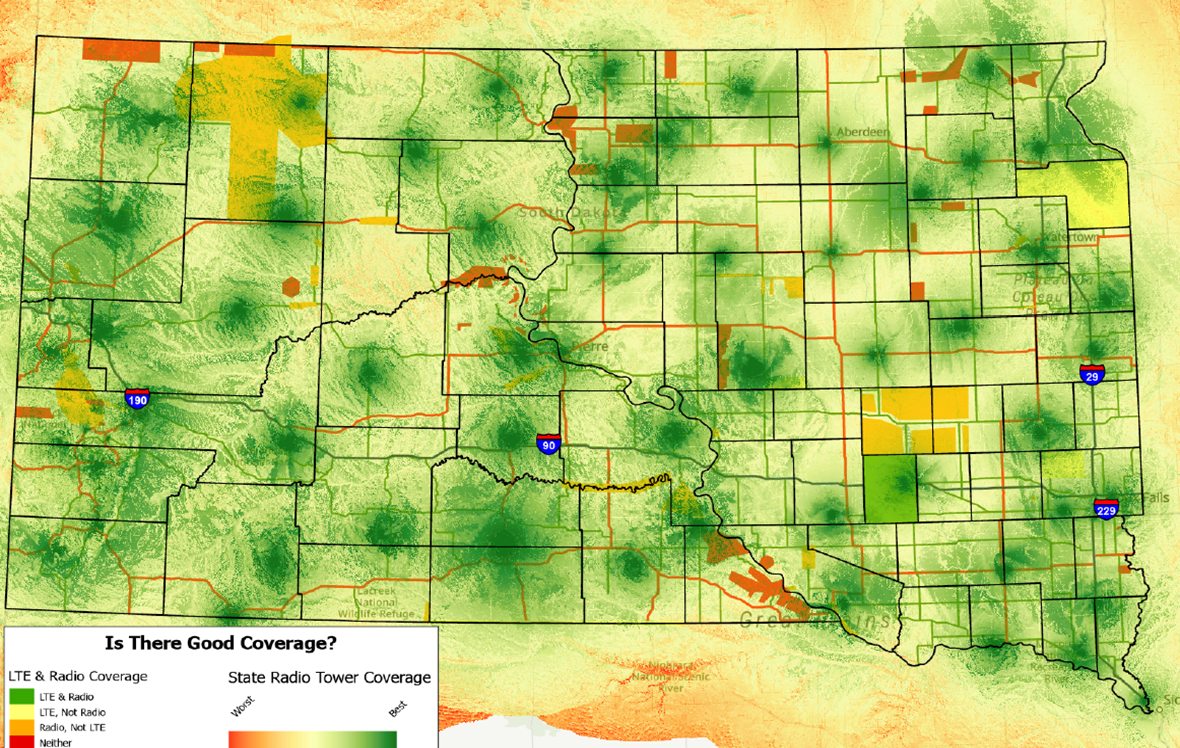 Aberdeen
South Dakota
Watertown
Pierre
29
190
90
229
Falls
Lacreek
National
Wildlife Refuge
Great Plains
Niobrara
National Scenic
River
Is There Good Coverage?
LTE & Radio Coverage
LTE & Radio
LTE, Not Radio
Radio, Not LTE
Neither
State Radio Tower Coverage
Worst
Best